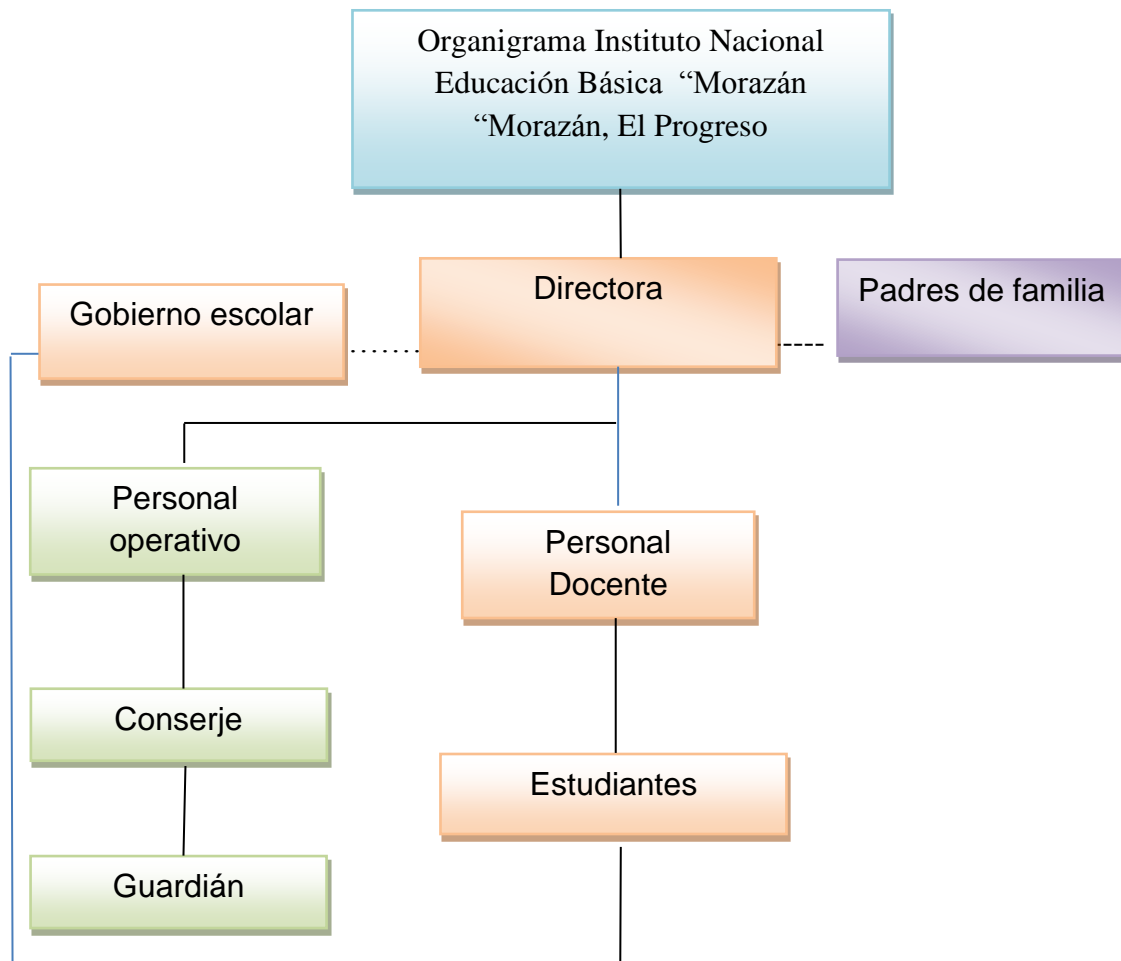 Organigrama Instituto Nacional
Educación Básica “Morazán
“Morazán, El Progreso
Directora
Padres de familia
Gobierno escolar
Personal
operativo
Personal
Docente
Conserje
Estudiantes
Guardián